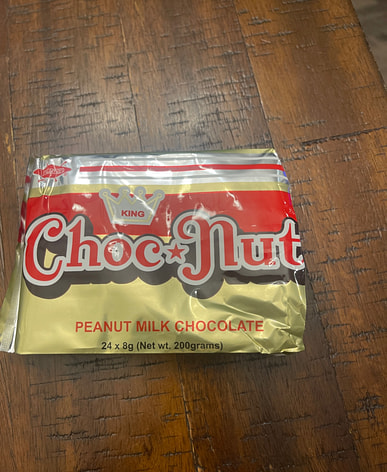 KING
Choc★Nut
PEANUT MILK CHOCOLATE
24 x 8g (Net wt. 200grams)